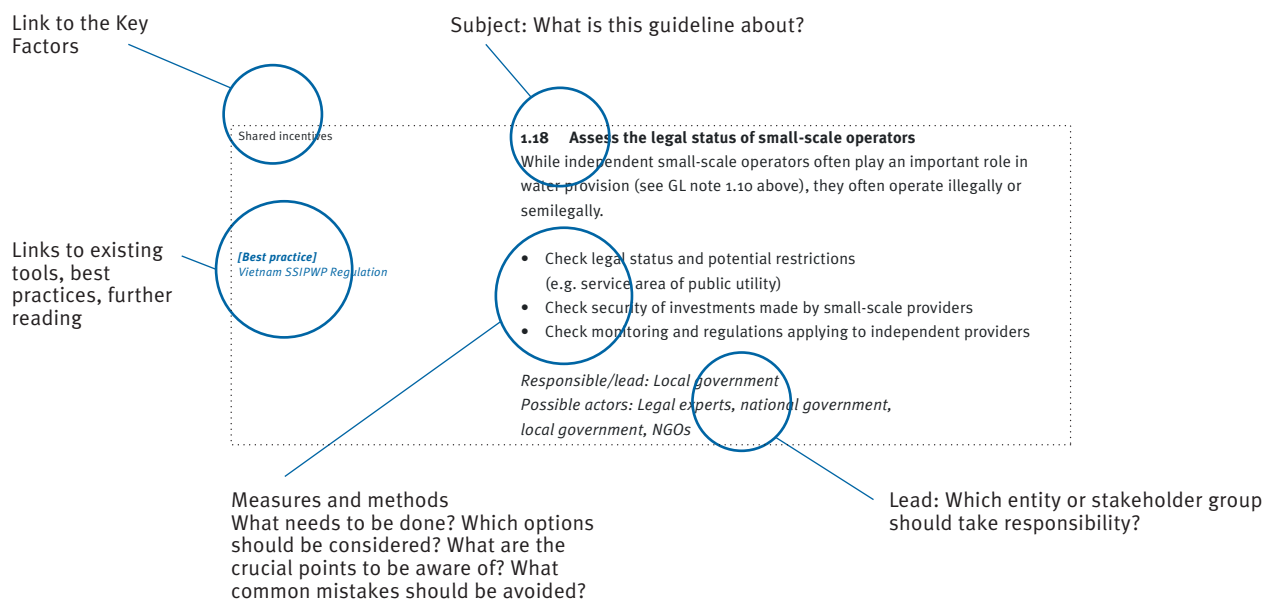 Link to the Key
Factors
Subject: What is this guideline about?
Shared incentives
1.18 Assess the legal status of small-scale operators
While independent small-scale operators often play an important role in
water provision (see GL note 1.10 above), they often operate illegally or
semilegally.
Links to existing
tools, best
practices, further
reading
[Best practice]
Vietnam SSIPWP Regulation
• Check legal status and potential restrictions
(e.g. service area of public utility)
• Check security of investments made by small-scale providers
• Check monitoring and regulations applying to independent providers
Responsible/lead: Local government
Possible actors: Legal experts, national government,
local government, NGOs
Measures and methods
What needs to be done? Which options
should be considered? What are the
crucial points to be aware of? What
common mistakes should be avoided?
Lead: Which entity or stakeholder group
should take responsibility?